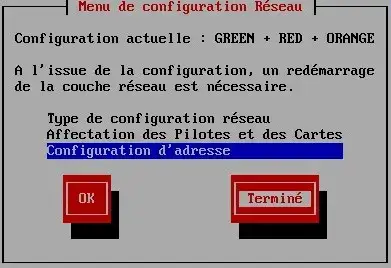 Menu de configuration Réseau
Configuration actuelle : GREEN + RED + ORANGE
A l'issue de la configuration, un redémarrage
de la couche réseau est nécessaire.
Type de configuration réseau
Affectation des Pilotes et des Cartes
Configuration d'adresse
OK
Terminé